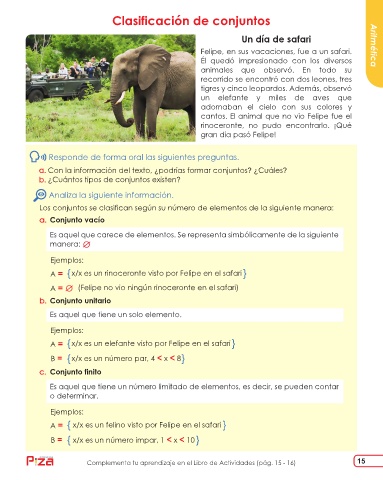 Clasificación de conjuntos
Aritmética
Un día de safari
Felipe, en sus vacaciones, fue a un safari.
Él quedó impresionado con los diversos
animales que observó. En todo su
recorrido se encontró con dos leones, tres
tigres y cinco leopardos. Además, observó
un elefante y miles de aves que
adornaban el cielo con sus colores y
cantos. El animal que no vio Felipe fue el
rinoceronte, no pudo encontrarlo. ¡Qué
gran día pasó Felipe!
Responde de forma oral las siguientes preguntas.
a. Con la información del texto, ¿podrías formar conjuntos? ¿Cuáles?
b. ¿Cuántos tipos de conjuntos existen?
Analiza la siguiente información.
Los conjuntos se clasifican según su número de elementos de la siguiente manera:
a. Conjunto vacío
Es aquel que carece de elementos. Se representa simbólicamente de la siguiente
manera: ∅
Ejemplos:
A = {x/x es un rinoceronte visto por Felipe en el safari}
A = ∅ (Felipe no vio ningún rinoceronte en el safari)
b. Conjunto unitario
Es aquel que tiene un solo elemento.
Ejemplos:
A = {x/x es un elefante visto por Felipe en el safari}
B = {x/x es un número par, 4 < x < 8}
c. Conjunto finito
Es aquel que tiene un número limitado de elementos, es decir, se pueden contar
o determinar.
Ejemplos:
A = {x/x es un felino visto por Felipe en el safari}
B = {x/x es un número impar, 1 < x < 10}
Complementa tu aprendizaje en el Libro de Actividades (pág. 15 - 16)
15